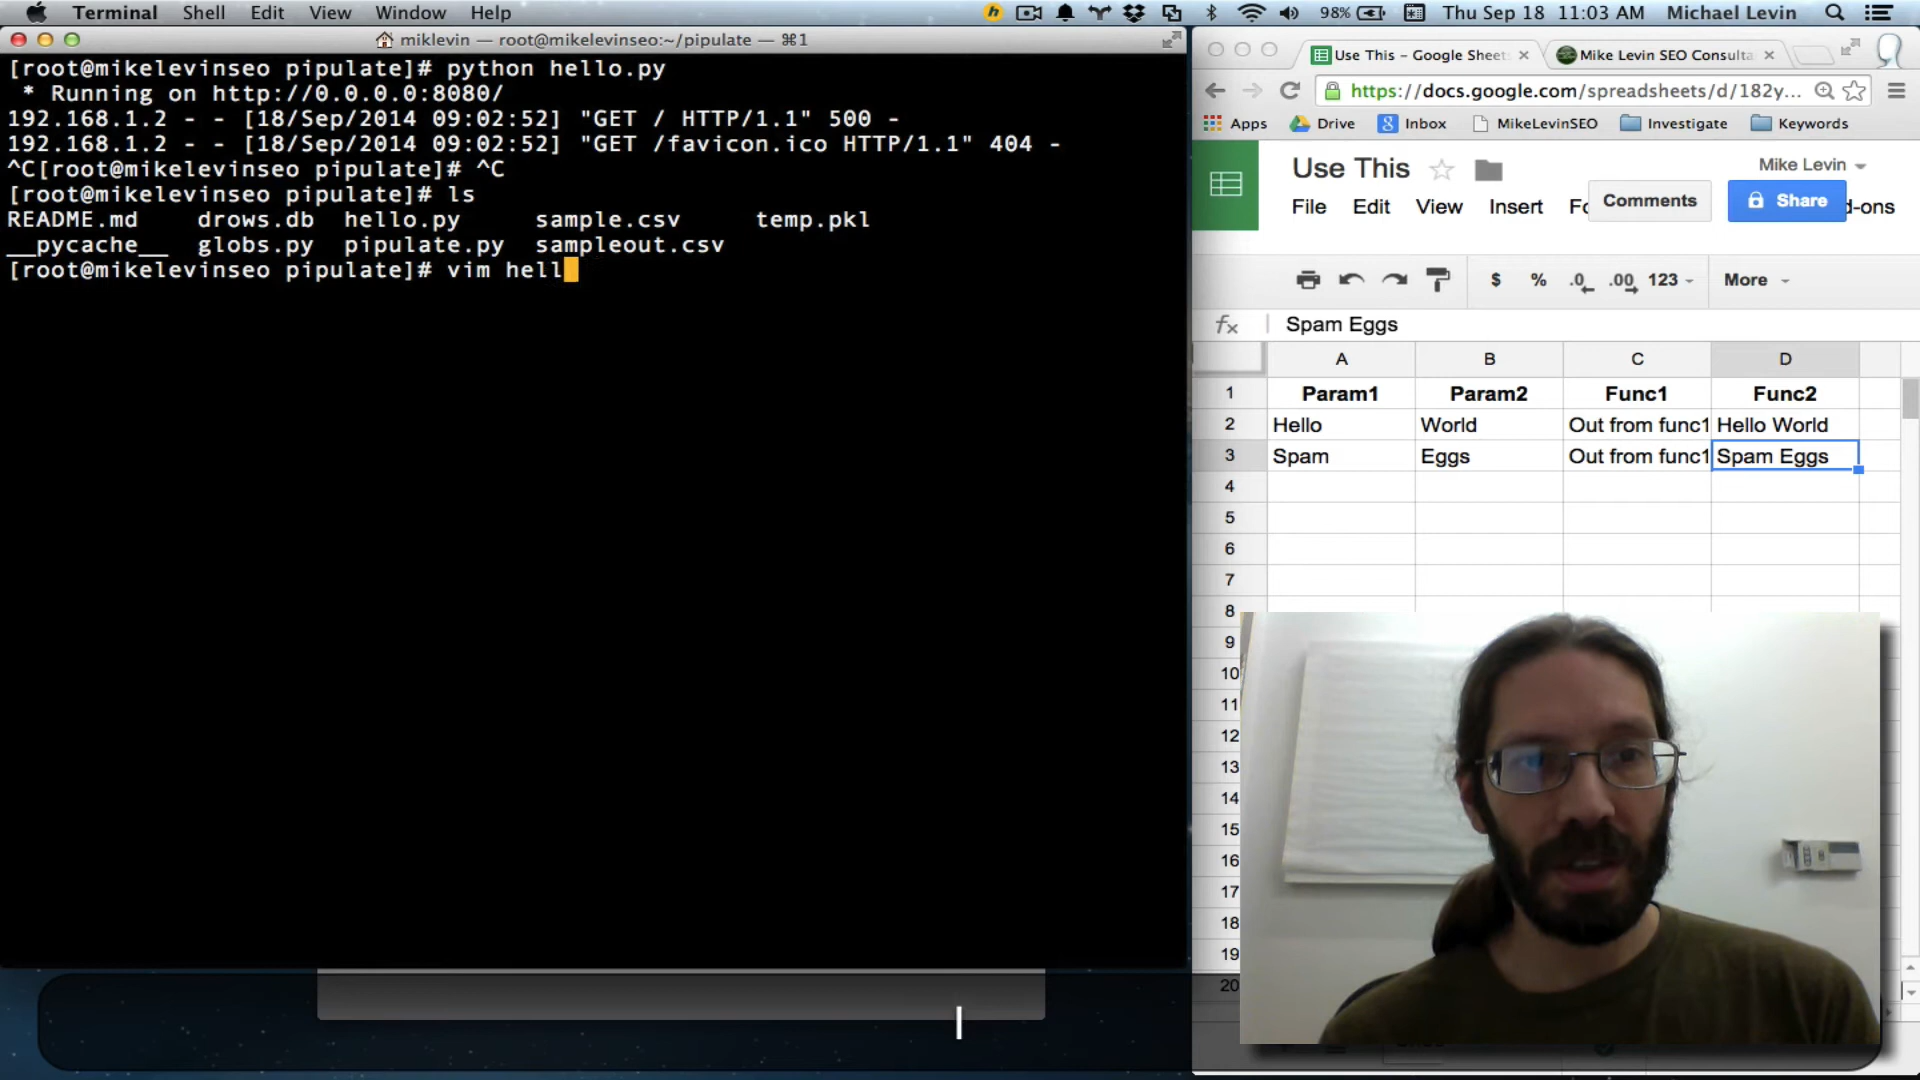 Terminal Shell Edit View Window Help 98% Thu Sep 18 11:03 AM Michael Levin
miklevin — root@mikelevinseo:~/pipulate — ⌘1
[root@mikelevinseo pipulate]# python hello.py
* Running on http://0.0.0.0:8080/
192.168.1.2 - - [18/Sep/2014 09:02:52] "GET / HTTP/1.1" 500 -
192.168.1.2 - - [18/Sep/2014 09:02:52] "GET /favicon.ico HTTP/1.1" 404 -
^C[root@mikelevinseo pipulate]# ^C
[root@mikelevinseo pipulate]# ls
README.md drows.db hello.py sample.csv temp.pkl
__pycache__ globs.py pipulate.py sampleout.csv
[root@mikelevinseo pipulate]# vim hell
Use This - Google Sheets Mike Levin SEO Consulta
https://docs.google.com/spreadsheets/d/182y...
Apps Drive Inbox MikeLevinSEO Investigate Keywords
Use This Mike Levin
File Edit View Insert Fo Comments Share d-ons
$ % .0 .00 123 More
fx Spam Eggs
A B C D
1 Param1 Param2 Func1 Func2
2 Hello World Out from func1 Hello World
3 Spam Eggs Out from func1 Spam Eggs
4
5
6
7
8
9
10
11
12
13
14
15
16
17
18
19
20